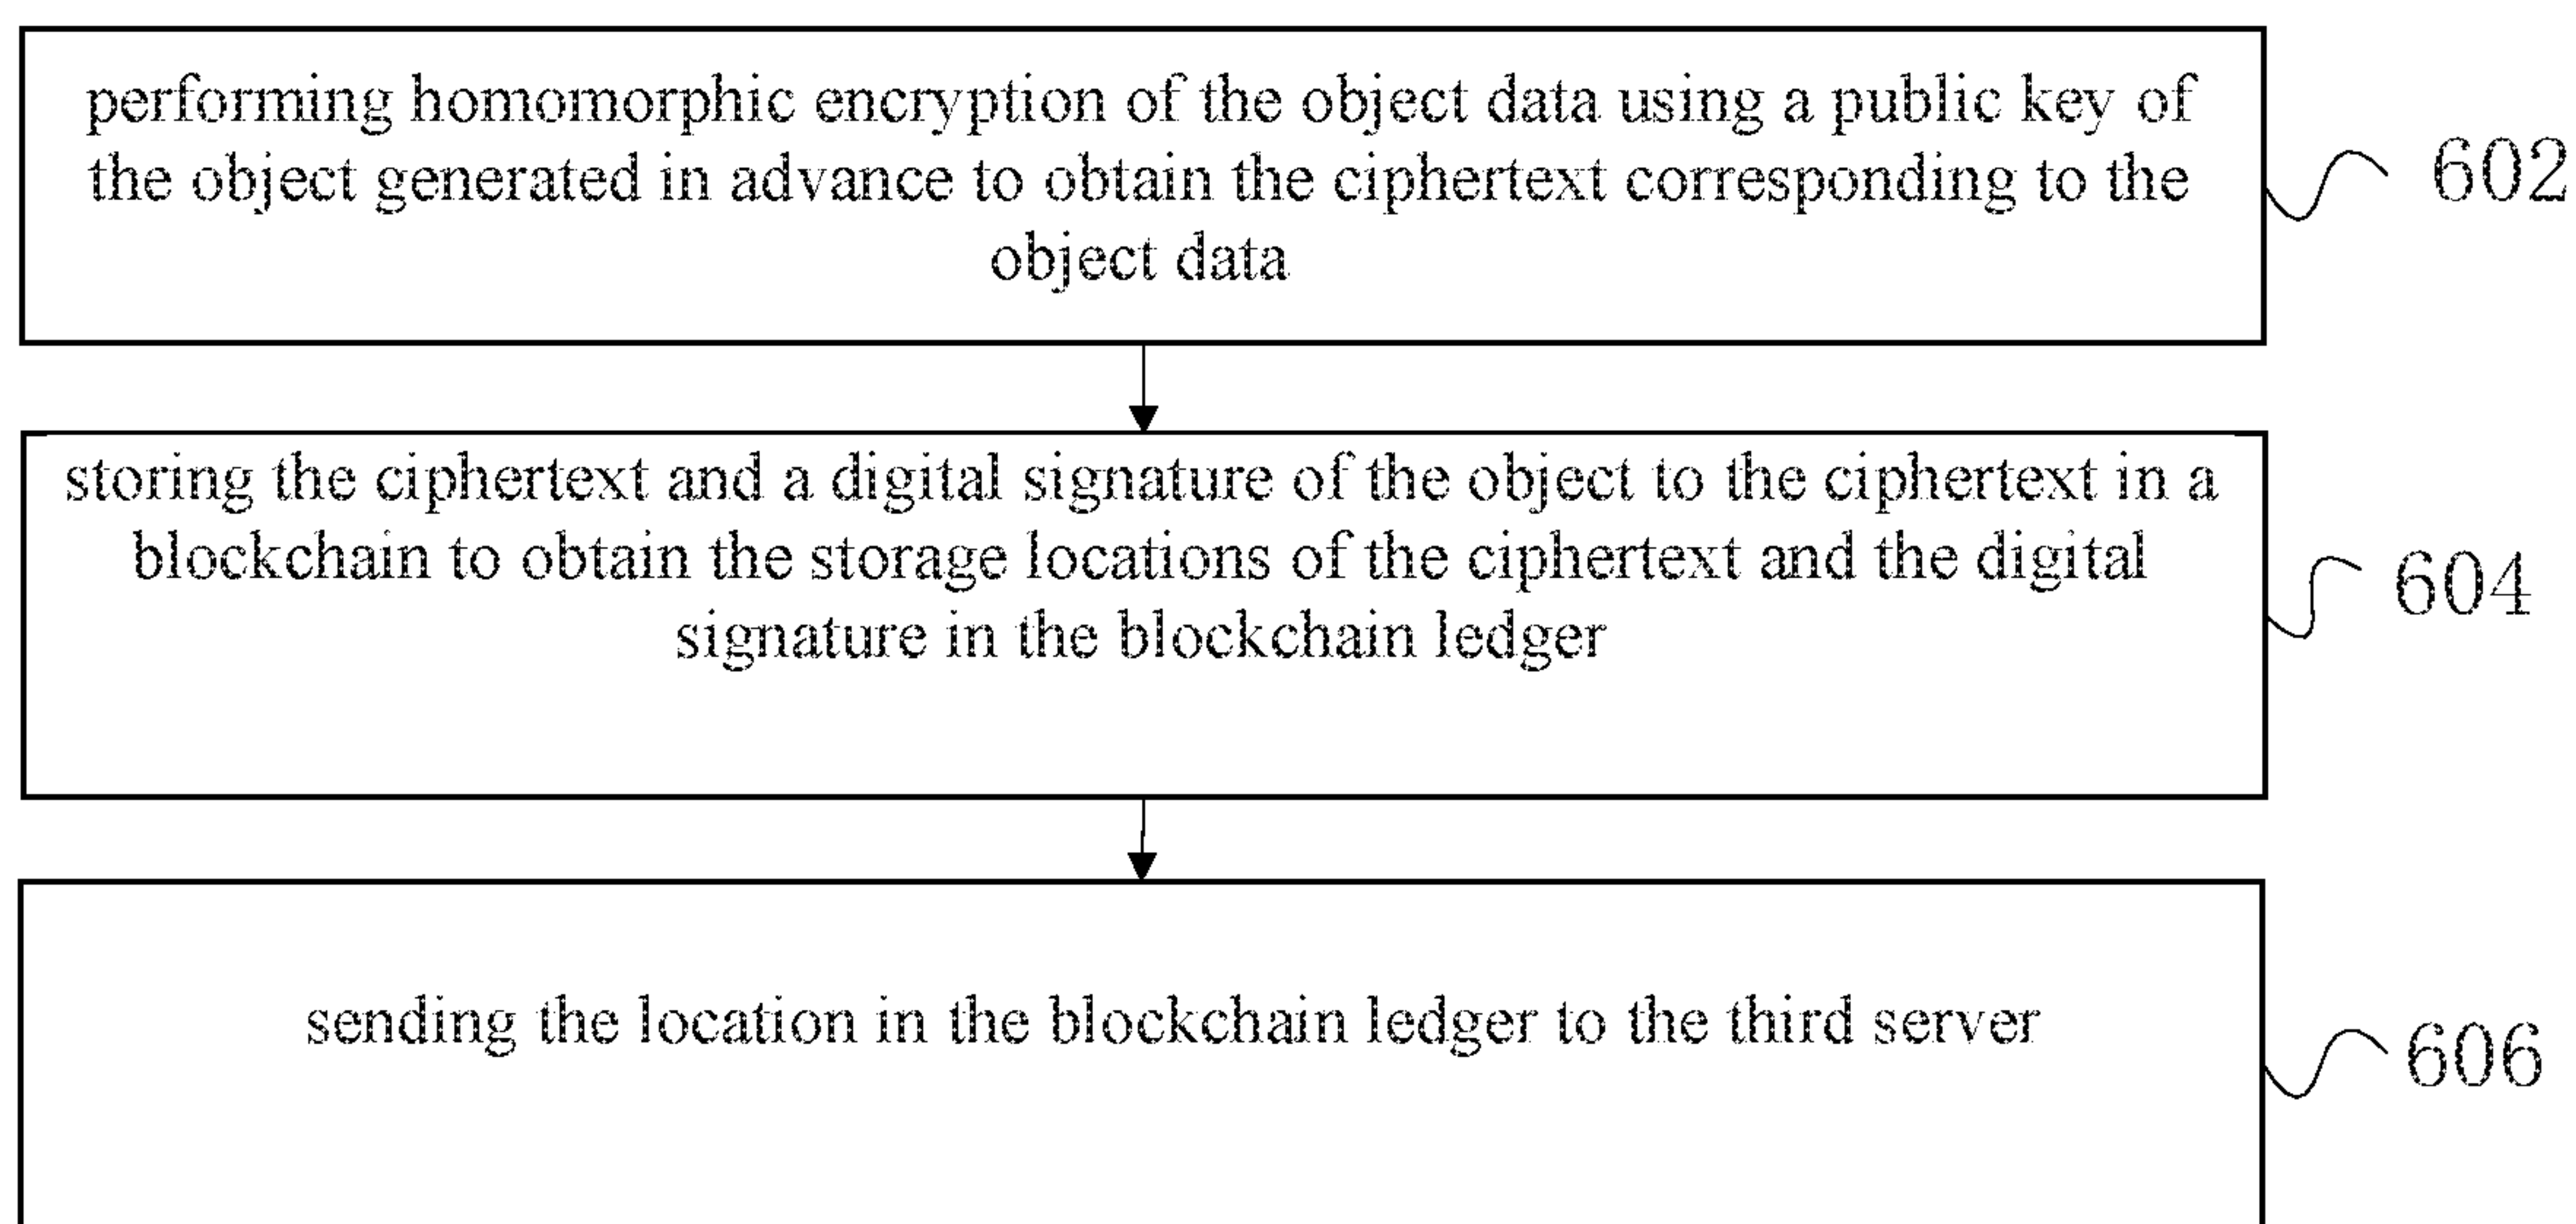 performing homomorphic encryption of the object data using a public key of
the object generated in advance to obtain the ciphertext corresponding to the
object data
602
storing the ciphertext and a digital signature of the object to the ciphertext in a
blockchain to obtain the storage locations of the ciphertext and the digital
signature in the blockchain ledger
604
sending the location in the blockchain ledger to the third server
606